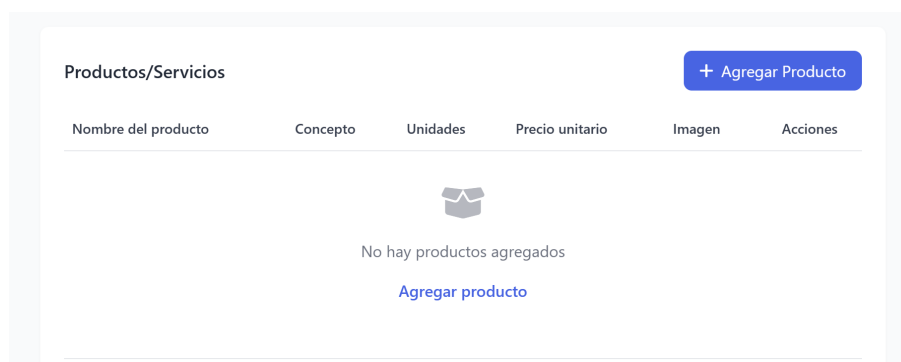 Productos/Servicios
+ Agregar Producto
Nombre del producto Concepto Unidades Precio unitario Imagen Acciones
No hay productos agregados
Agregar producto